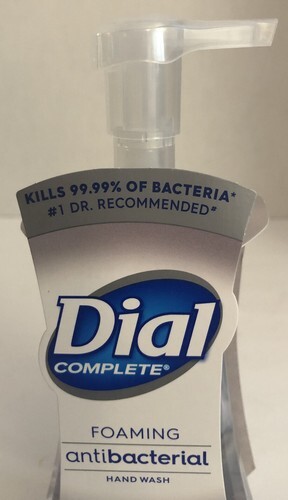 KILLS 99.99% OF BACTERIA*
#1 DR. RECOMMENDED≠
Dial
COMPLETE®
FOAMING
antibacterial
HAND WASH